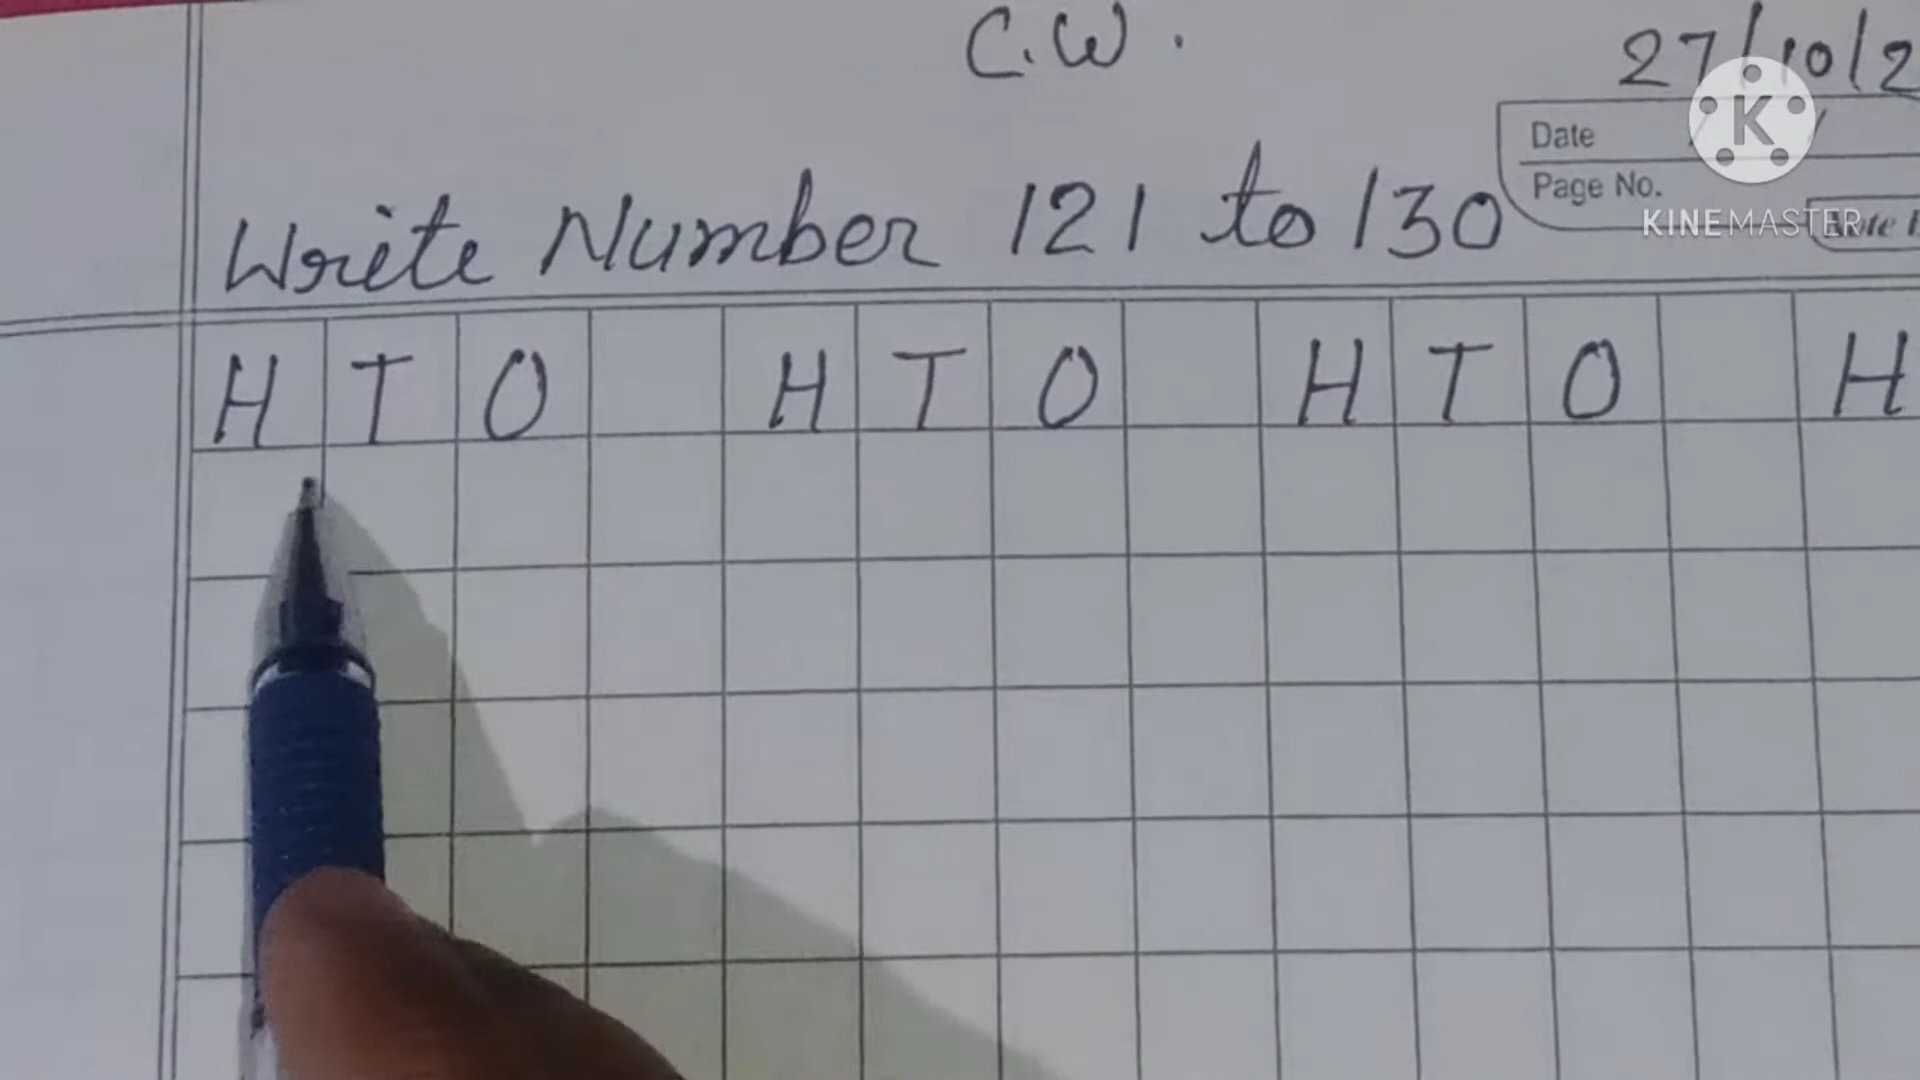 C.W.
27/10/2
Date
Page No.
K
KINEMASTER
Write Number 121 to 130
H T O H T O H T O H